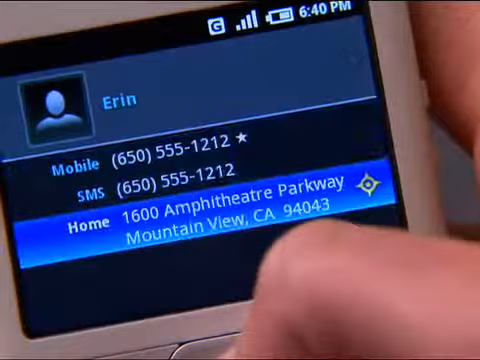 G 6:40 PM
Erin
Mobile (650) 555-1212 ★
SMS (650) 555-1212
Home 1600 Amphitheatre Parkway
Mountain View, CA 94043